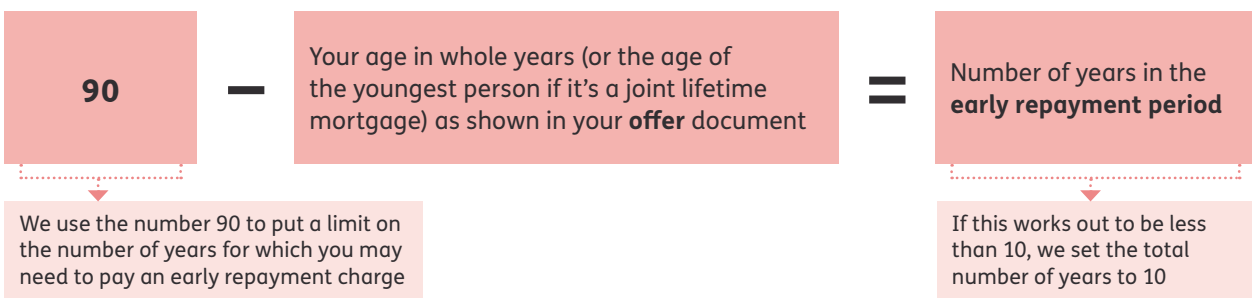 90
–
Your age in whole years (or the age of
the youngest person if it's a joint lifetime
mortgage) as shown in your offer document
=
Number of years in the
early repayment period
We use the number 90 to put a limit on
the number of years for which you may
need to pay an early repayment charge
If this works out to be less
than 10, we set the total
number of years to 10